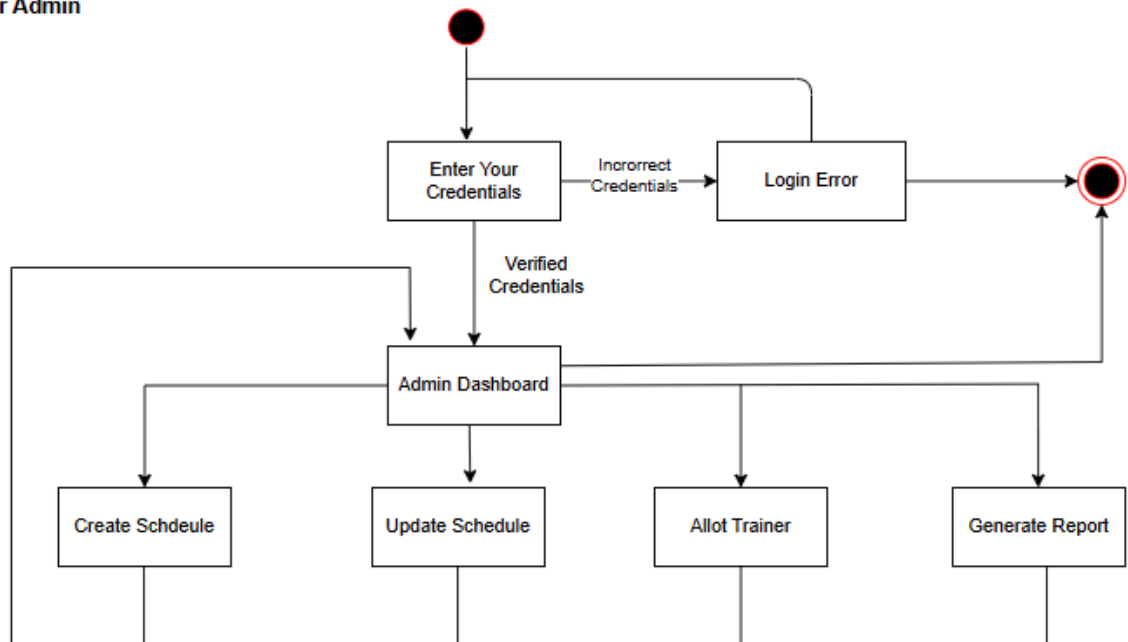 r Admin
Enter Your
Credentials
Incrorrect
Credentials
Login Error
Verified
Credentials
Admin Dashboard
Create Schdeule
Update Schedule
Allot Trainer
Generate Report